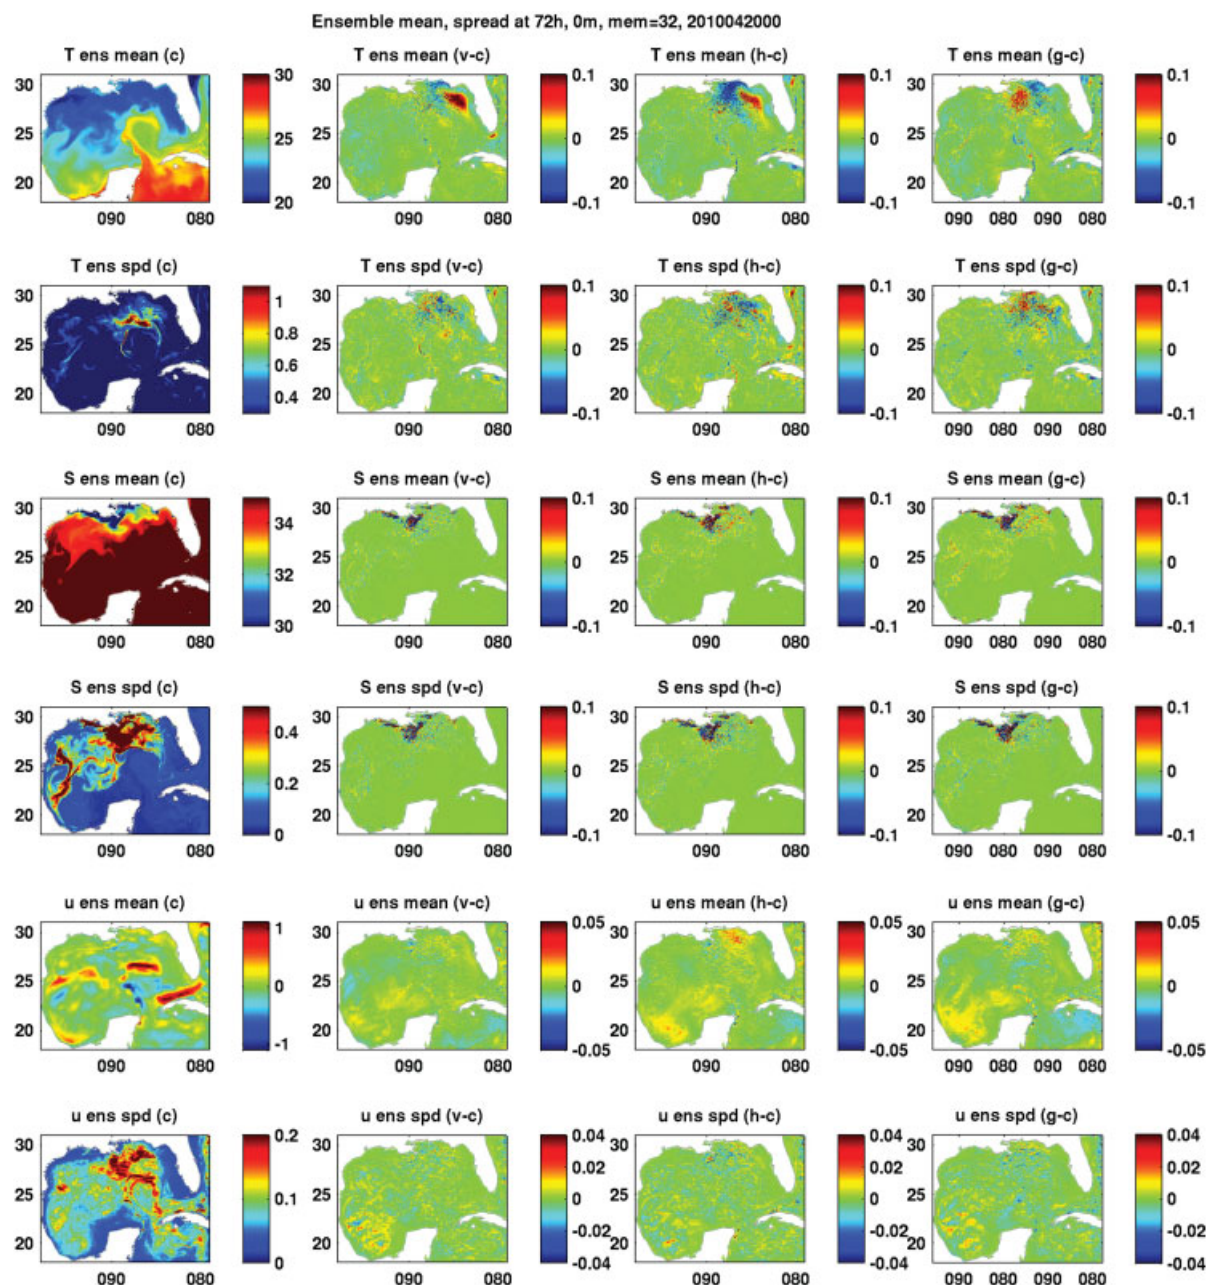 Ensemble mean, spread at 72h, 0m, mem=32, 2010042000
T ens mean (c) T ens mean (v-c) T ens mean (h-c) T ens mean (g-c)
30 30 0.1 30 0.1 30 0.1
25 25 25 0 25 0 25 0
20 20 20 -0.1 20 -0.1 20 -0.1
090 080 090 080 090 080 090 080 090 080
T ens spd (c) T ens spd (v-c) T ens spd (h-c) T ens spd (g-c)
30 1 30 0.1 30 0.1 30 0.1
0.8
25 25 0 25 0 25 0
0.6
20 0.4 20 -0.1 20 -0.1 20 -0.1
090 080 090 080 090 080 090 080 090 080
S ens mean (c) S ens mean (v-c) S ens mean (h-c) S ens mean (g-c)
30 34 30 0.1 30 0.1 30 0.1
25 32 25 0 25 0 25 0
20 30 20 -0.1 20 -0.1 20 -0.1
090 080 090 080 090 080 090 080 090 080
S ens spd (c) S ens spd (v-c) S ens spd (h-c) S ens spd (g-c)
30 0.4 30 0.1 30 0.1 30 0.1
25 0.2 25 0 25 0 25 0
20 0 20 -0.1 20 -0.1 20 -0.1
090 080 090 080 090 080 090 080 090 080
u ens mean (c) u ens mean (v-c) u ens mean (h-c) u ens mean (g-c)
30 1 30 0.05 30 0.05 30 0.05
25 0 25 0 25 0 25 0
20 -1 20 -0.05 20 -0.05 20 -0.05
090 080 090 080 090 080 090 080 090 080
u ens spd (c) u ens spd (v-c) u ens spd (h-c) u ens spd (g-c)
30 0.2 30 0.04 30 0.04 30 0.04
0.02 0.02 0.02
25 0.1 25 0 25 0 25 0
20 20 -0.02 20 -0.02 20 -0.02
0 -0.04 -0.04 -0.04
090 080 090 080 090 080 090 080 090 080